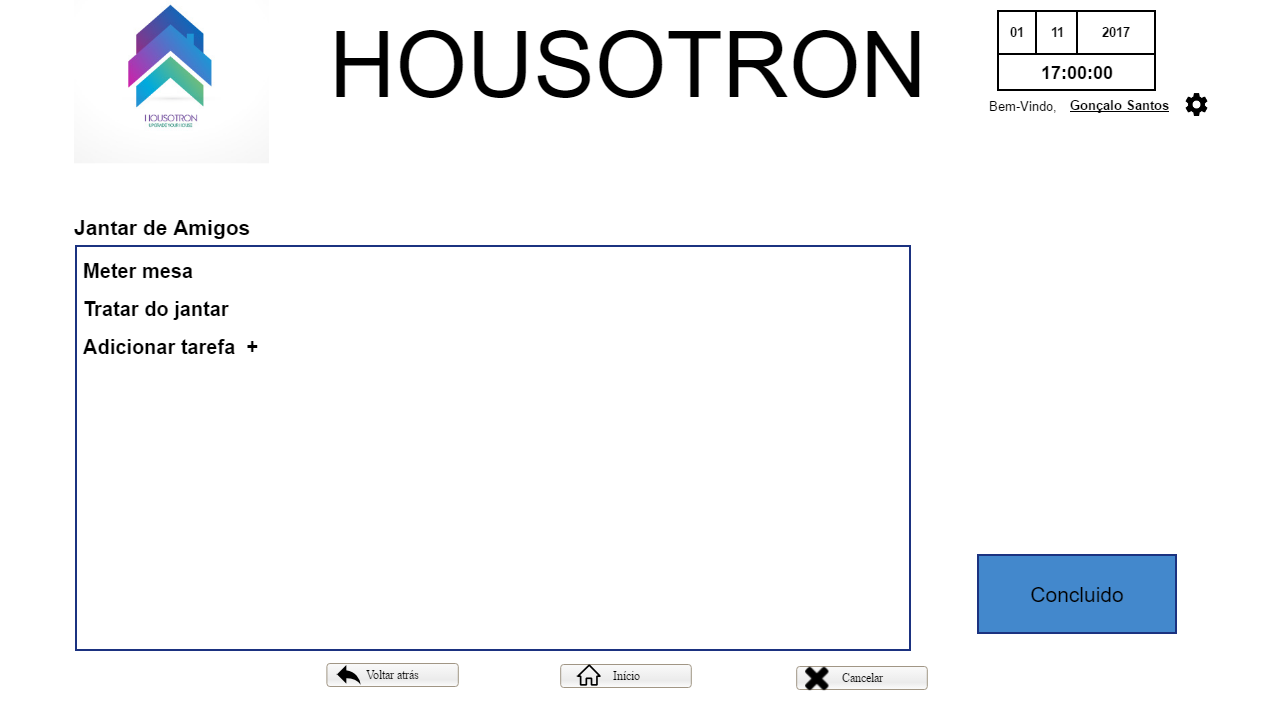 HOUSOTRON
UPGRADE YOUR HOUSE
HOUSOTRON
01 11 2017
17:00:00
Bem-Vindo, Gonçalo Santos
Jantar de Amigos
Meter mesa
Tratar do jantar
Adicionar tarefa +
Concluido
Voltar atrás
Início
Cancelar